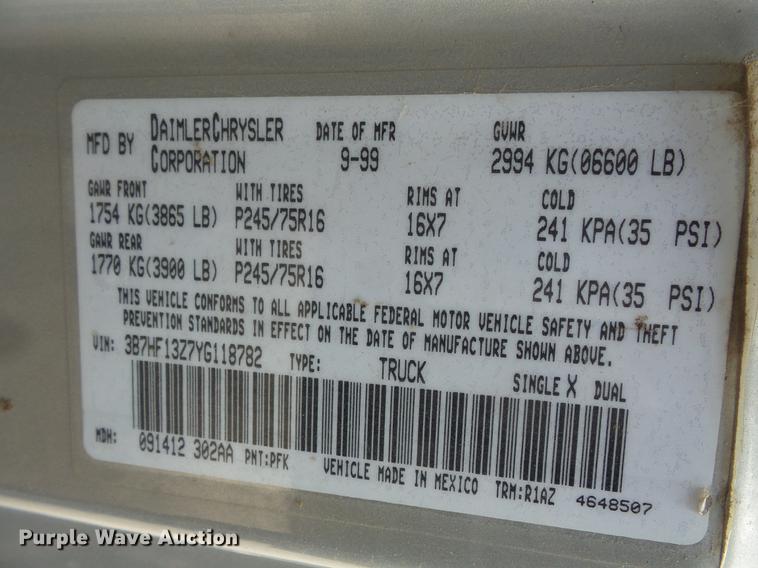 MFD BY DAIMLERCHRYSLER CORPORATION DATE OF MFR 9-99 GVWR 2994 KG(06600 LB)
GAWR FRONT WITH TIRES RIMS AT COLD
1754 KG(3865 LB) P245/75R16 16X7 241 KPA(35 PSI)
GAWR REAR WITH TIRES RIMS AT COLD
1770 KG(3900 LB) P245/75R16 16X7 241 KPA(35 PSI)
THIS VEHICLE CONFORMS TO ALL APPLICABLE FEDERAL MOTOR VEHICLE SAFETY AND THEFT
PREVENTION STANDARDS IN EFFECT ON THE DATE OF MANUFACTURE SHOWN ABOVE.
VIN: 3B7HF13Z7YG118782 TYPE: TRUCK SINGLE X DUAL
MDH: 091412 302AA PNT:PFK VEHICLE MADE IN MEXICO TRM:R1AZ 4648507
Purple Wave Auction